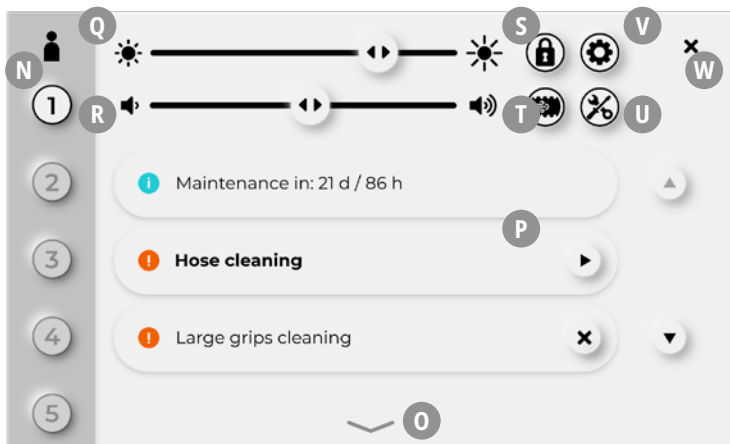 Q
S
V
N
W
1
R
T
U
2
Maintenance in: 21 d / 86 h
P
3
Hose cleaning
4
Large grips cleaning
5
O